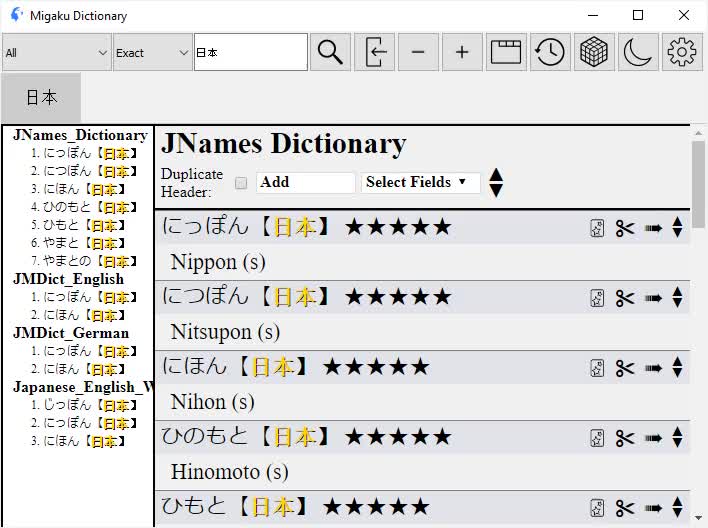 Migaku Dictionary
All
Exact
日本
日本
JNames_Dictionary
1. にっぽん【日本】
2. につぽん【日本】
3. にほん【日本】
4. ひのもと【日本】
5. ひもと【日本】
6. やまと【日本】
7. やまとの【日本】
JMDict_English
1. にっぽん【日本】
2. にほん【日本】
JMDict_German
1. にっぽん【日本】
2. にほん【日本】
Japanese_English_W
1. じっぽん【日本】
2. にっぽん【日本】
3. にほん【日本】
JNames Dictionary
Duplicate
Header:
Add
Select Fields ▼
にっぽん【日本】★★★★★
Nippon (s)
につぽん【日本】★★★★★
Nitsupon (s)
にほん【日本】★★★★★
Nihon (s)
ひのもと【日本】★★★★★
Hinomoto (s)
ひもと【日本】★★★★★